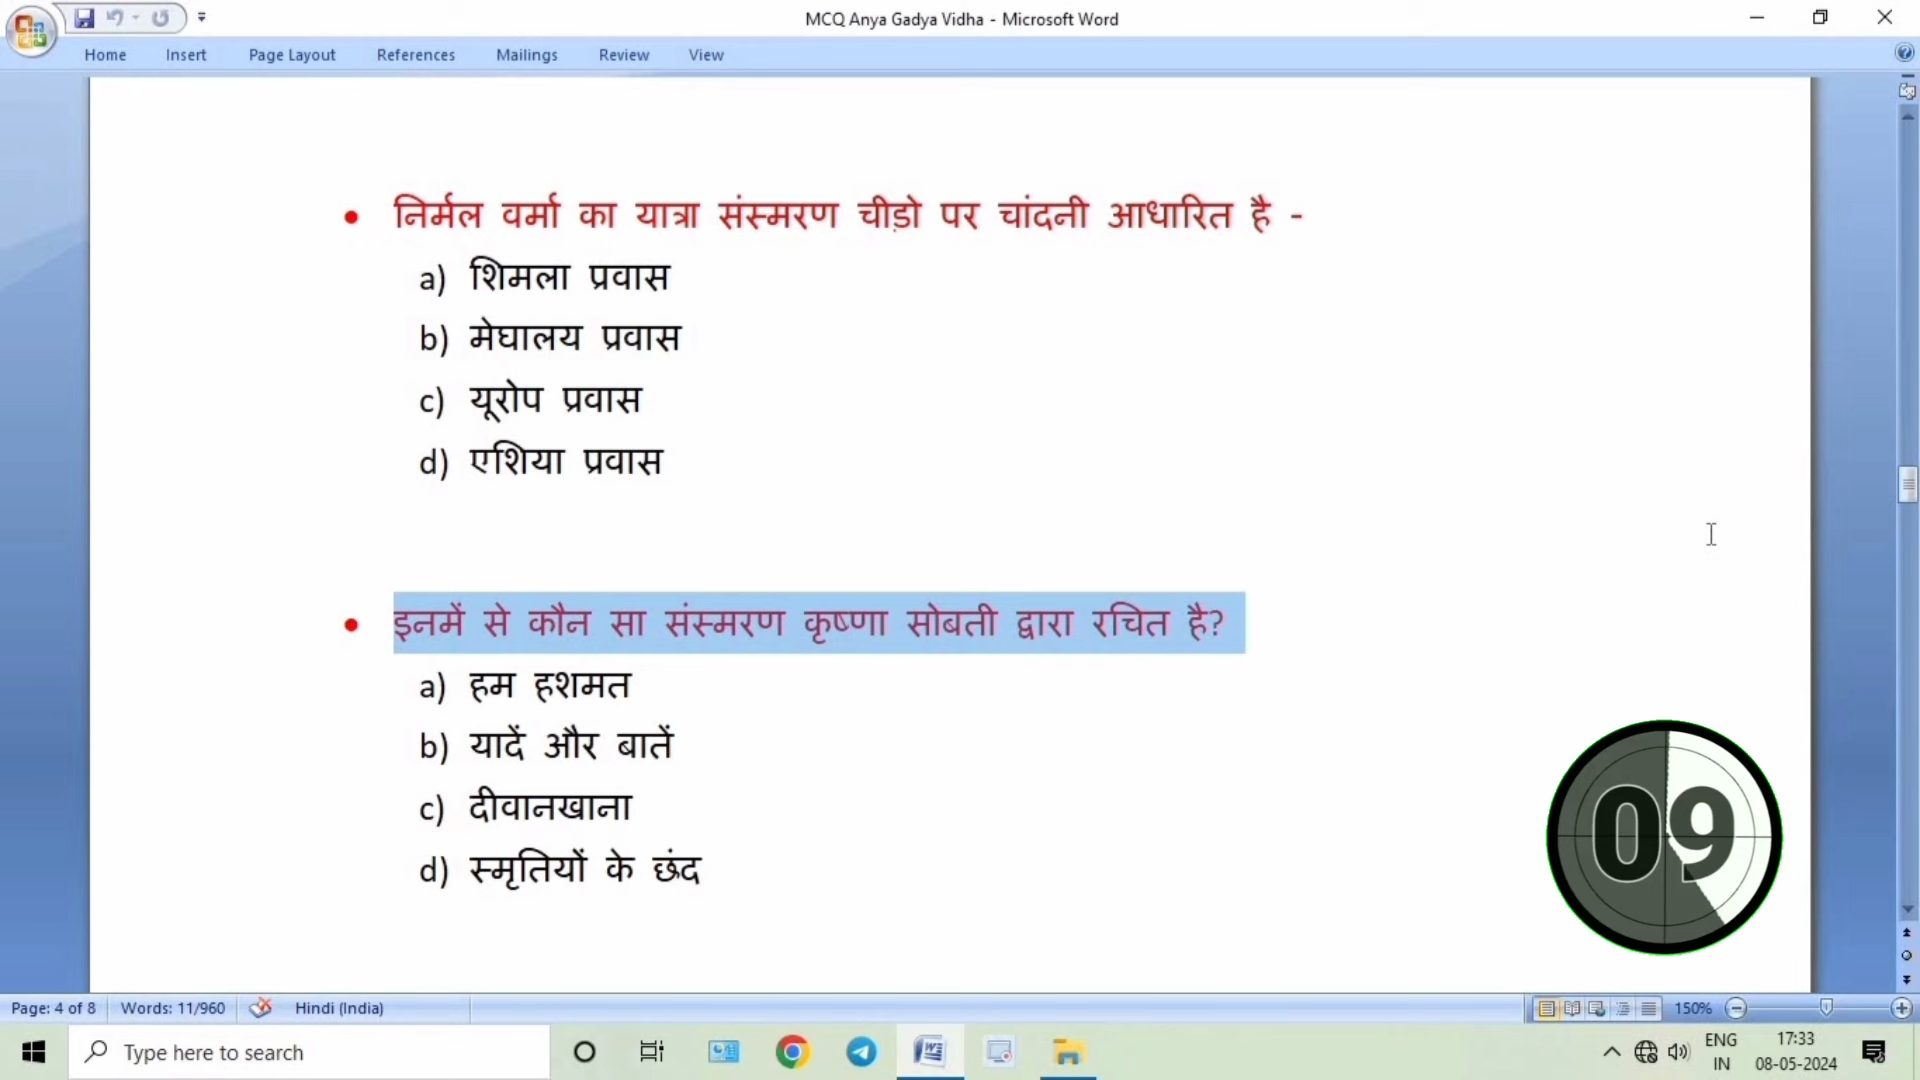 MCQ Anya Gadya Vidha - Microsoft Word
Home Insert Page Layout References Mailings Review View
• निर्मल वर्मा का यात्रा संस्मरण चीड़ो पर चांदनी आधारित है -
a) शिमला प्रवास
b) मेघालय प्रवास
c) यूरोप प्रवास
d) एशिया प्रवास
• इनमें से कौन सा संस्मरण कृष्णा सोबती द्वारा रचित है?
a) हम हशमत
b) यादें और बातें
c) दीवानखाना
d) स्मृतियों के छंद
09
Page: 4 of 8 Words: 11/960 Hindi (India) 150%
Type here to search
ENG
IN
17:33
08-05-2024